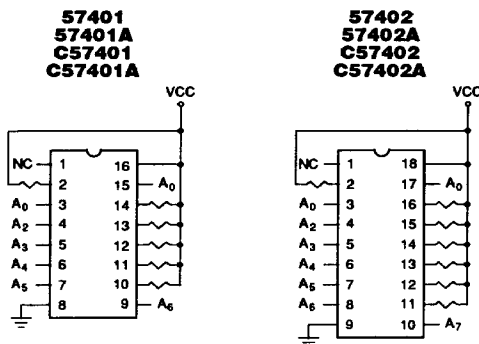 57401
57401A
C57401
C57401A
VCC
NC 1 16
2 15 A₀
A₀ 3 14
A₂ 4 13
A₃ 5 12
A₄ 6 11
A₅ 7 10
8 9 A₆
57402
57402A
C57402
C57402A
VCC
NC 1 18
2 17 A₀
A₀ 3 16
A₂ 4 15
A₃ 5 14
A₄ 6 13
A₅ 7 12
A₆ 8 11
9 10 A₇